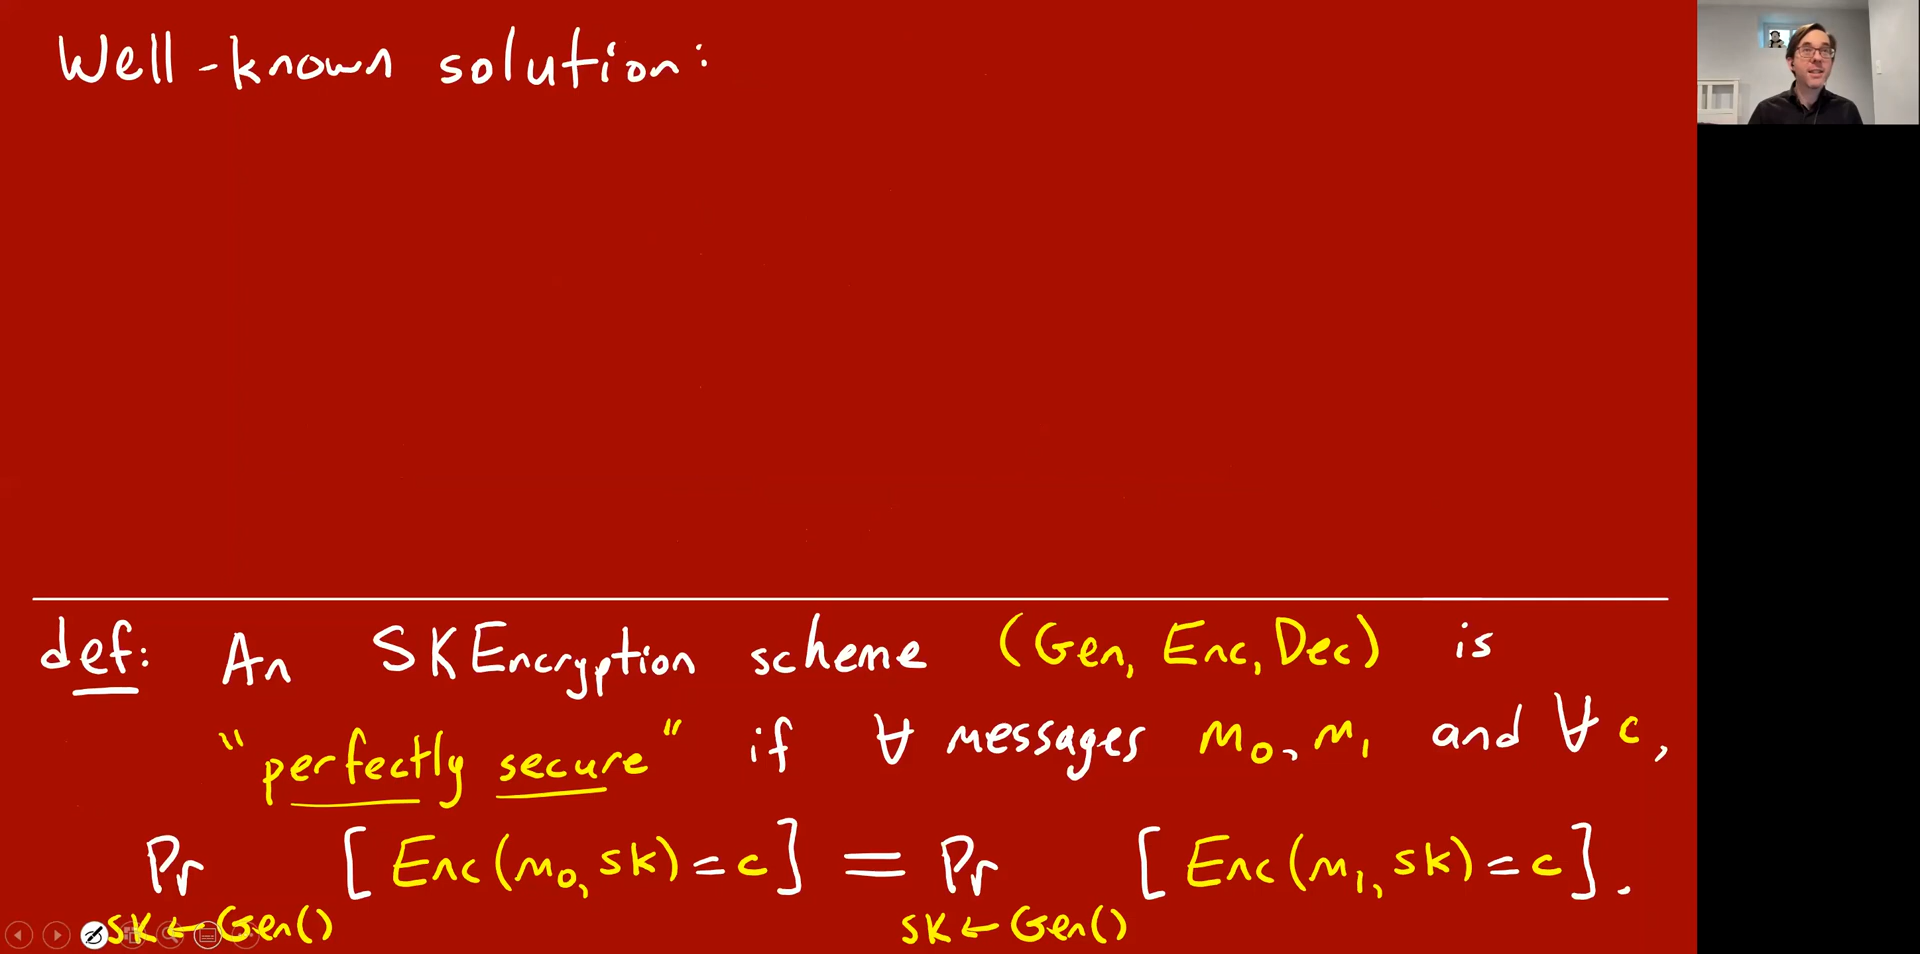 Well-known solution:
def: An SKEncryption scheme (Gen, Enc, Dec) is
"perfectly secure" if ∀ messages m₀, m₁ and ∀ c,
Pr [Enc(m₀, sk) = c] = Pr [Enc(m₁, sk) = c].
sk ← Gen() sk ← Gen()